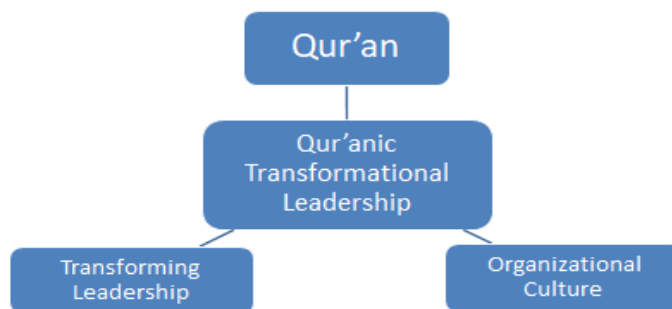 Qur’an
Qur’anic
Transformational
Leadership
Transforming
Leadership
Organizational
Culture